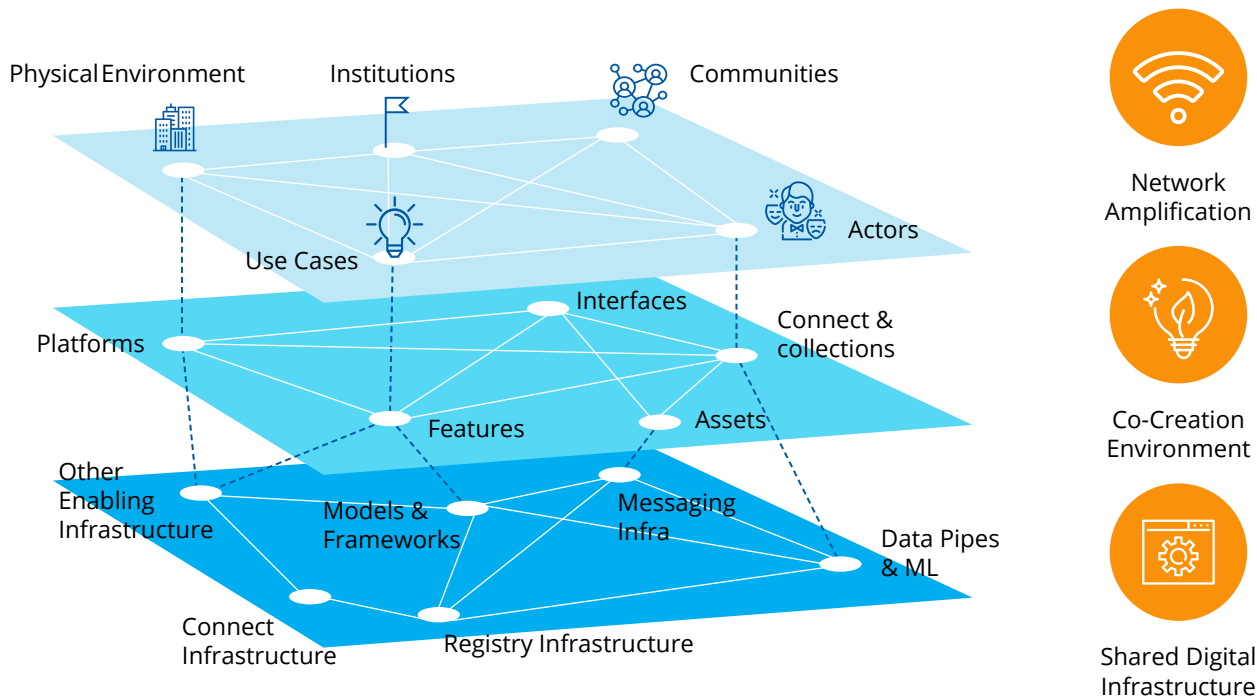 Physical Environment
Institutions
Communities
Use Cases
Actors
Network
Amplification
Platforms
Interfaces
Connect &
collections
Features
Assets
Co-Creation
Environment
Other
Enabling
Infrastructure
Models &
Frameworks
Messaging
Infra
Data Pipes
& ML
Connect
Infrastructure
Registry Infrastructure
Shared Digital
Infrastructure